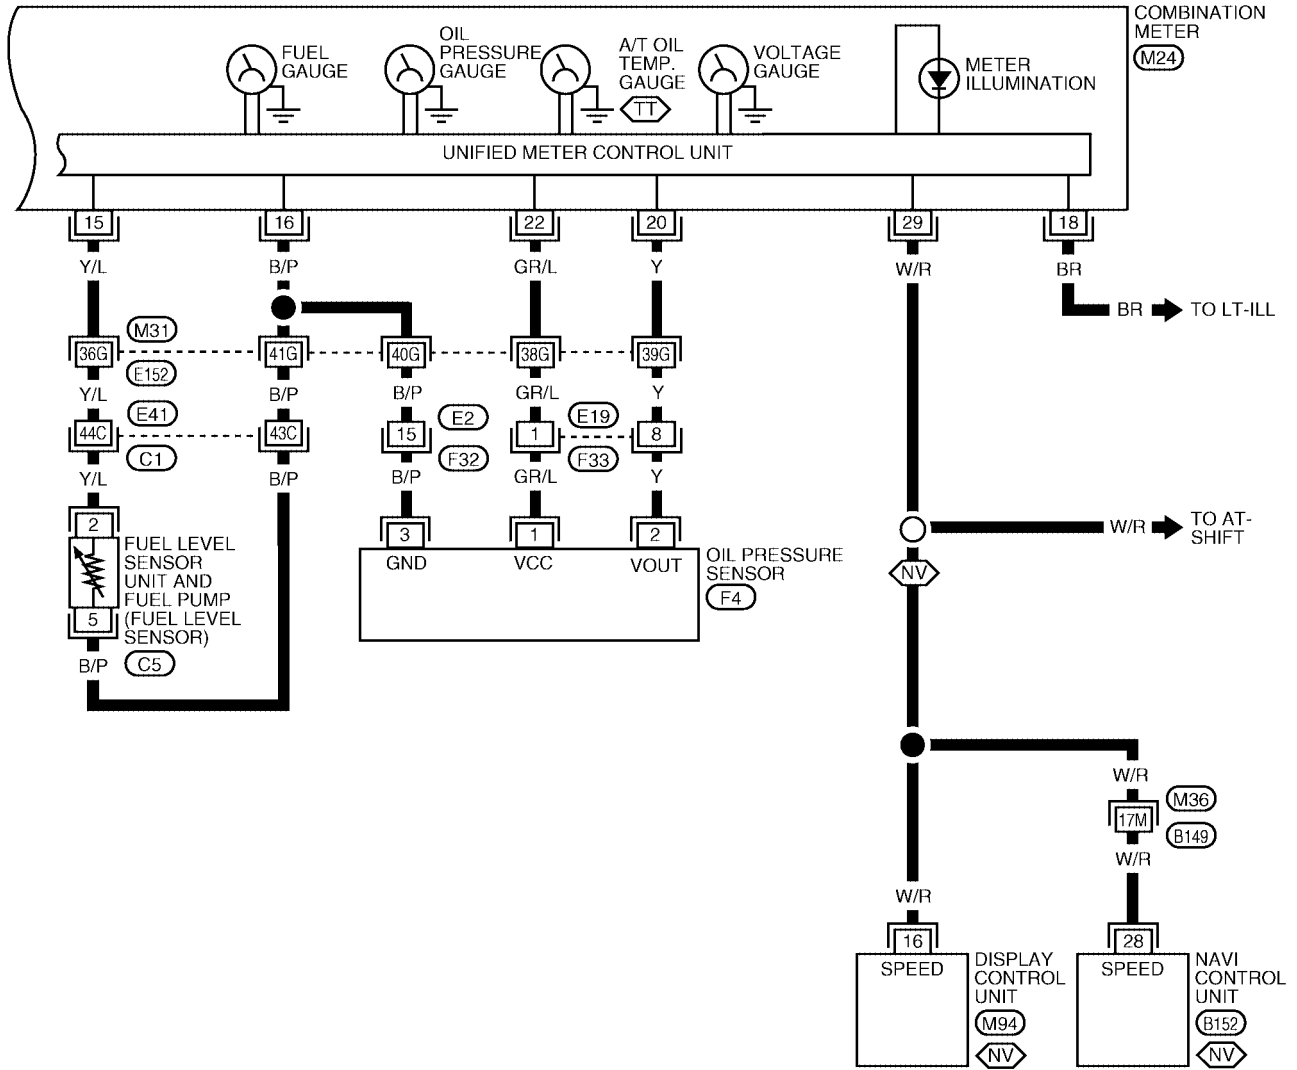 COMBINATION
METER
M24
FUEL
GAUGE
OIL
PRESSURE
GAUGE
A/T OIL
TEMP.
GAUGE
TT
VOLTAGE
GAUGE
METER
ILLUMINATION
UNIFIED METER CONTROL UNIT
15 16 22 20 29 18
Y/L B/P GR/L Y W/R BR
BR TO LT-ILL
M31
36G 41G 40G 38G 39G
E152
Y/L B/P B/P GR/L Y
E41 E2 E19
44C 43C 15 1 8
C1 F32 F33
Y/L B/P B/P GR/L Y
2
3 1 2
GND VCC VOUT
OIL PRESSURE
SENSOR
F4
FUEL LEVEL
SENSOR
UNIT AND
FUEL PUMP
(FUEL LEVEL
SENSOR)
5
C5
B/P
W/R TO AT-
SHIFT
NV
W/R
M36
17M
B149
W/R
W/R
16 28
SPEED
DISPLAY
CONTROL
UNIT
M94
NV
SPEED
NAVI
CONTROL
UNIT
B152
NV